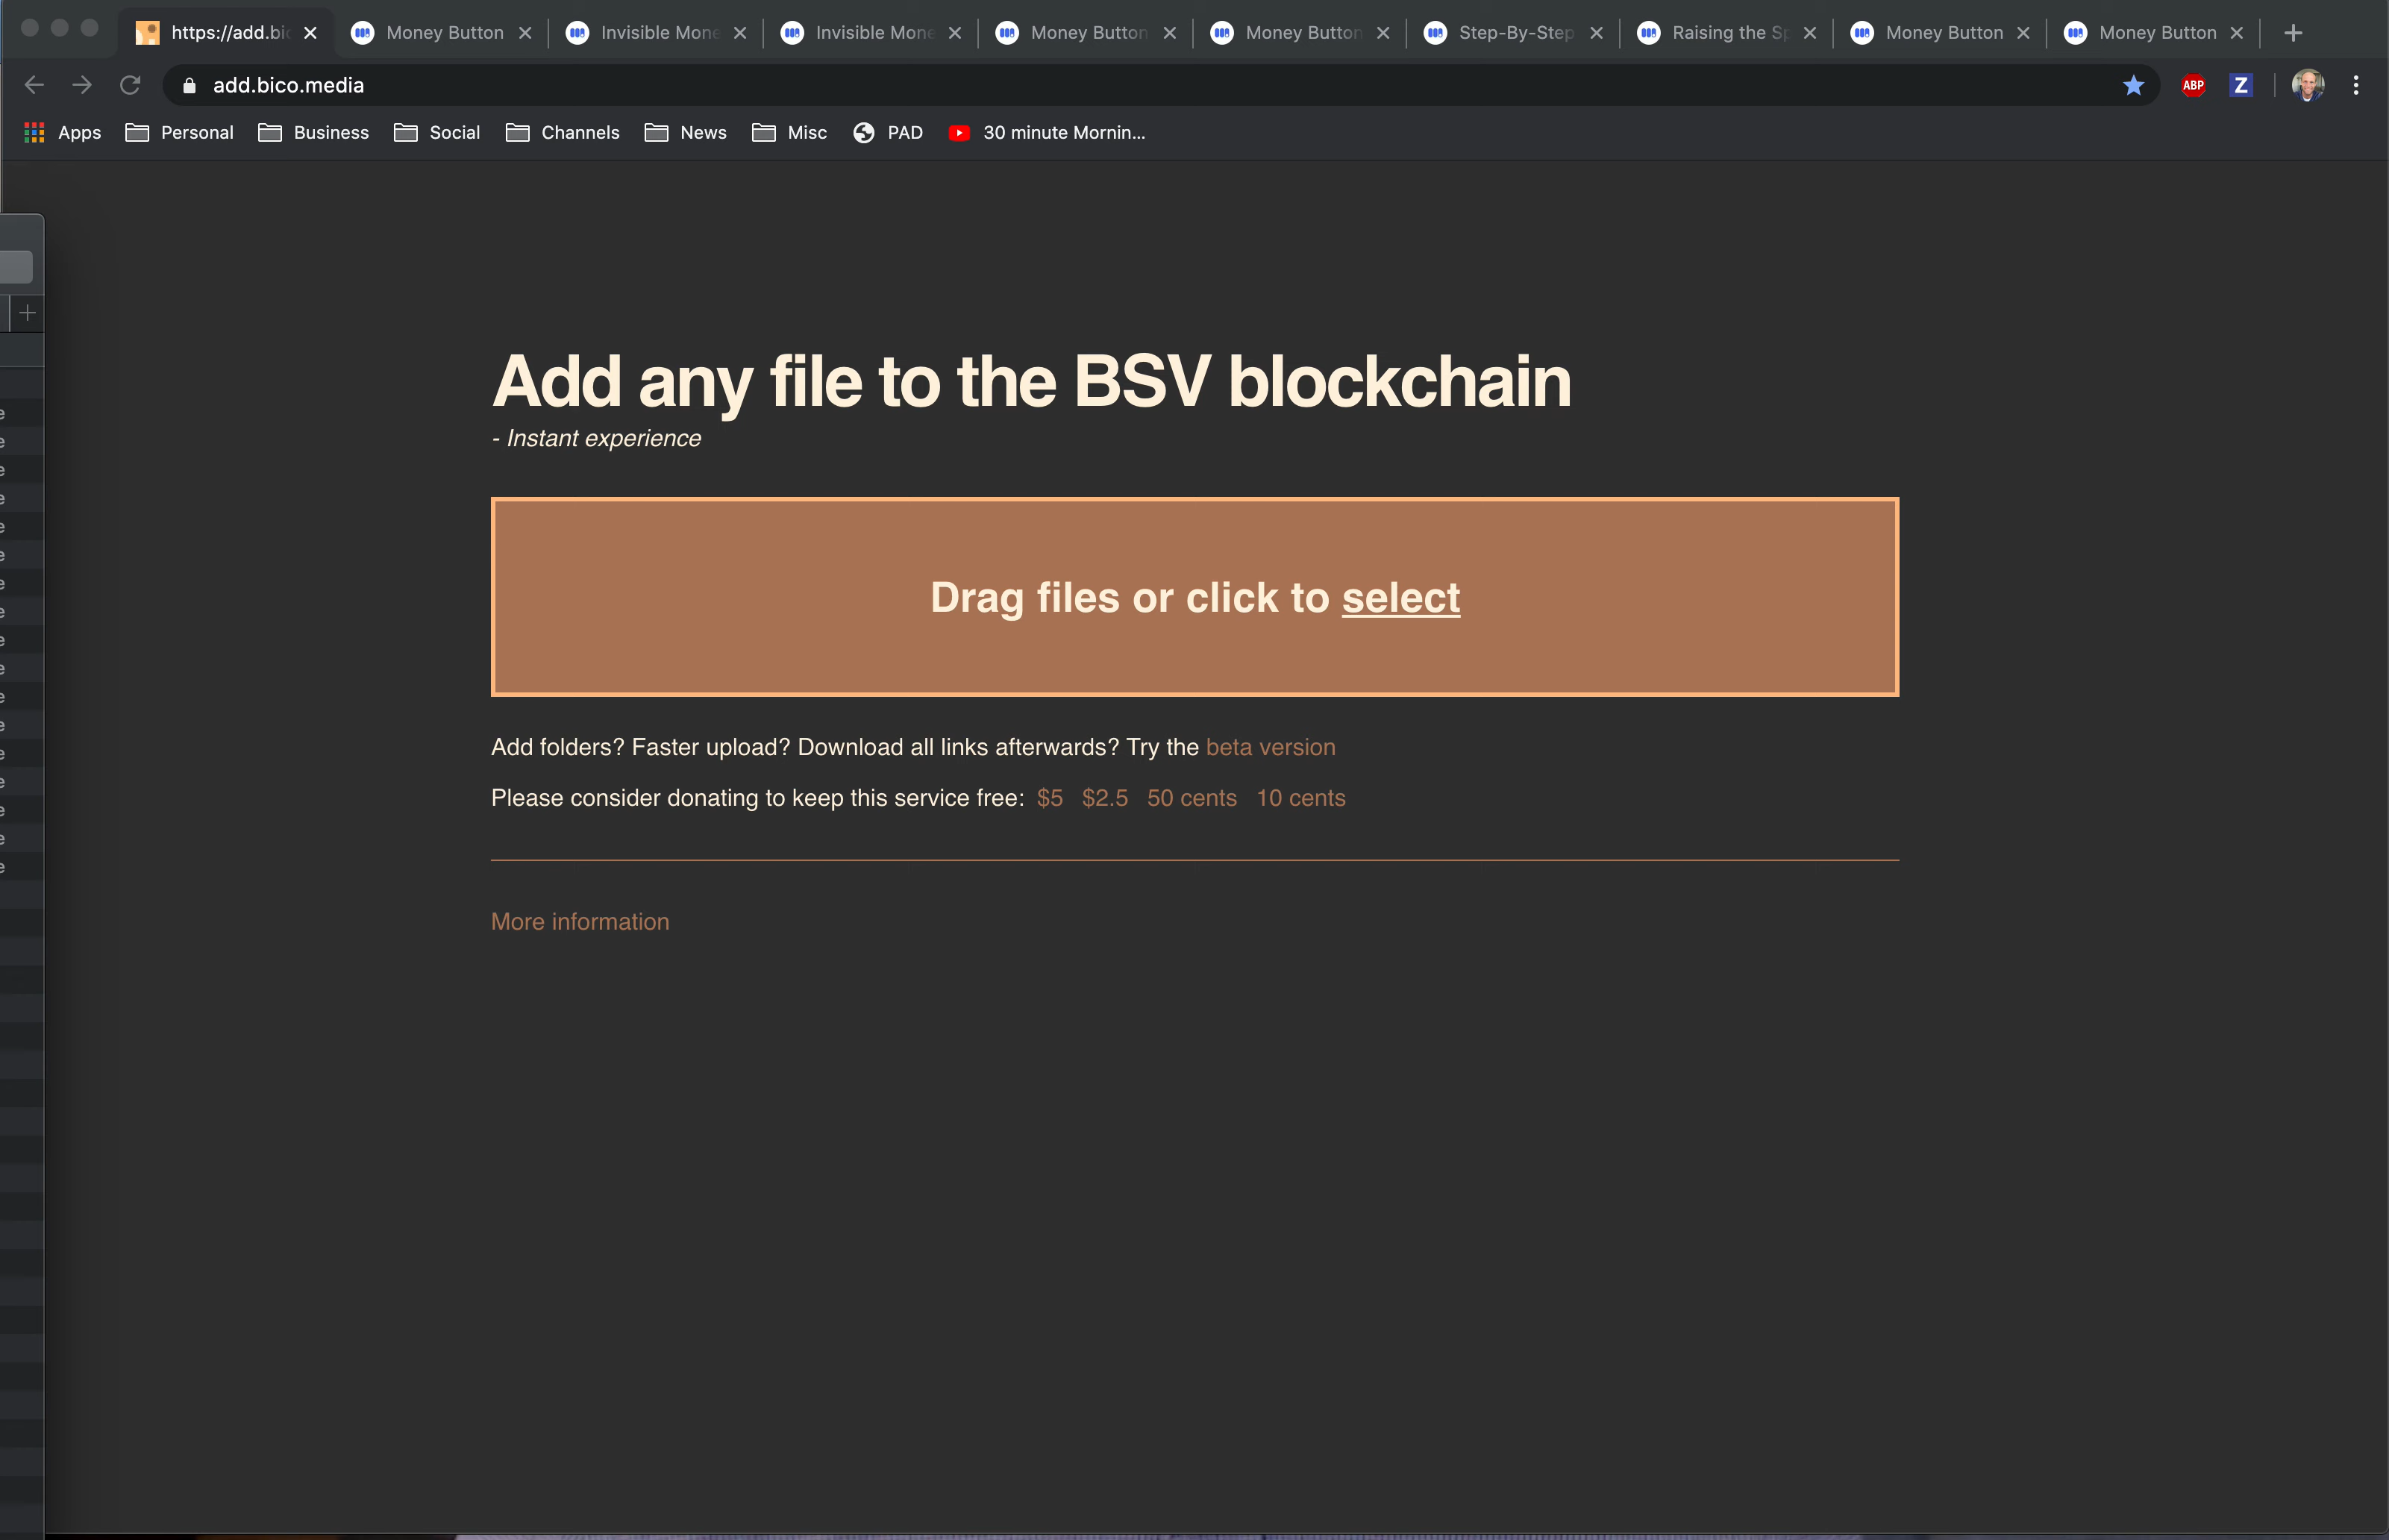 https://add.bic
Money Button
Invisible Mone
Invisible Mone
Money Button
Money Button
Step-By-Step
Raising the Sp
Money Button
Money Button
add.bico.media
ABP
Z
Apps
Personal
Business
Social
Channels
News
Misc
PAD
30 minute Mornin...
Add any file to the BSV blockchain
- Instant experience
Drag files or click to select
Add folders? Faster upload? Download all links afterwards? Try the beta version
Please consider donating to keep this service free: $5 $2.5 50 cents 10 cents
More information